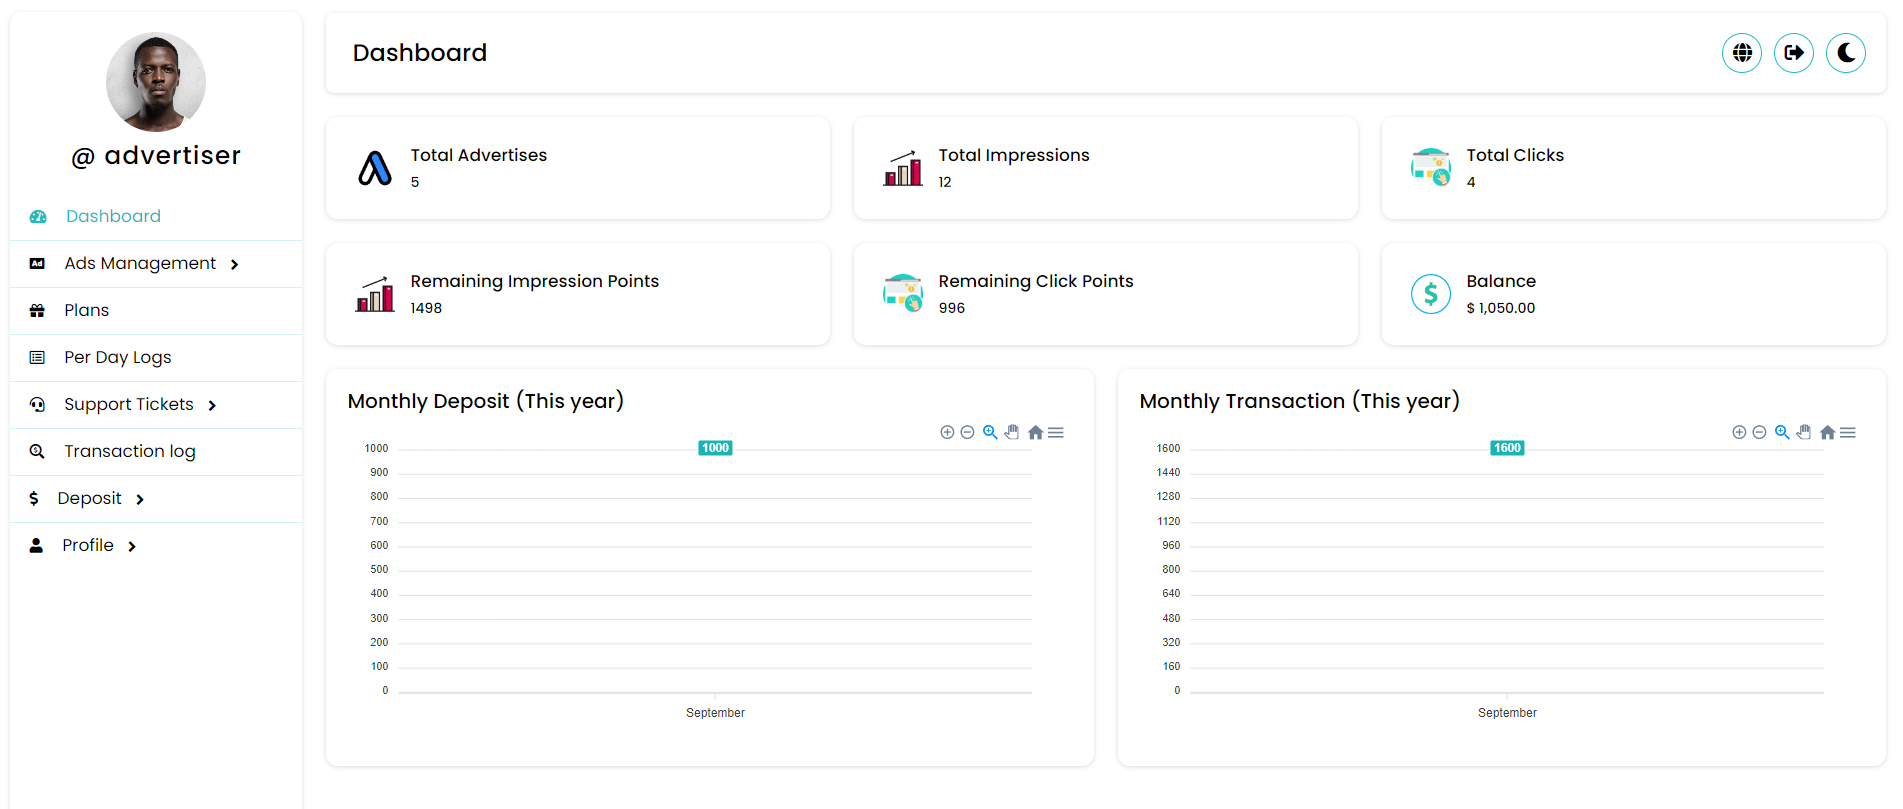 @ advertiser
Dashboard
Ad Ads Management
Plans
Per Day Logs
Support Tickets
Transaction log
$ Deposit
Profile
Dashboard
Total Advertises
5
Total Impressions
12
Total Clicks
4
Remaining Impression Points
1498
Remaining Click Points
996
$
Balance
$ 1,050.00
Monthly Deposit (This year)
1000
1000
900
800
700
600
500
400
300
200
100
0
September
Monthly Transaction (This year)
1600
1600
1440
1280
1120
960
800
640
480
320
160
0
September